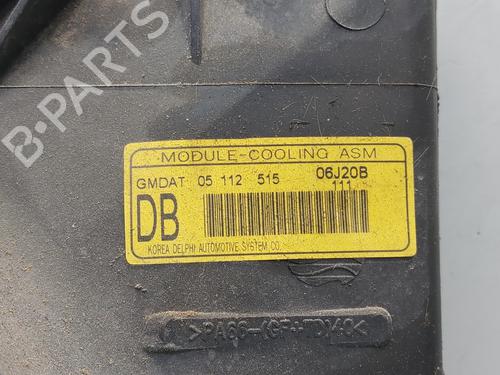 B-PARTS
MODULE-COOLING ASM
GMDAT 05 112 515 06J20B
111
DB
KOREA DELPHI AUTOMOTIVE SYSTEM CO.
>PA66-(GF+TD)40<